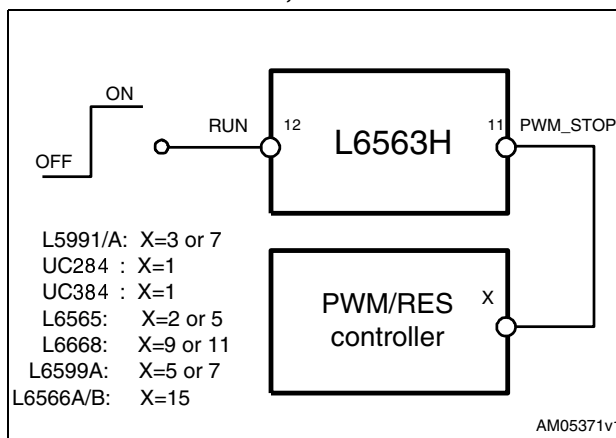 ON
OFF
RUN
12
L6563H
11
PWM_STOP
L5991/A: X=3 or 7
UC284 : X=1
UC384 : X=1
L6565: X=2 or 5
L6668: X=9 or 11
L6599A: X=5 or 7
L6566A/B: X=15
PWM/RES
controller
X
AM05371v1